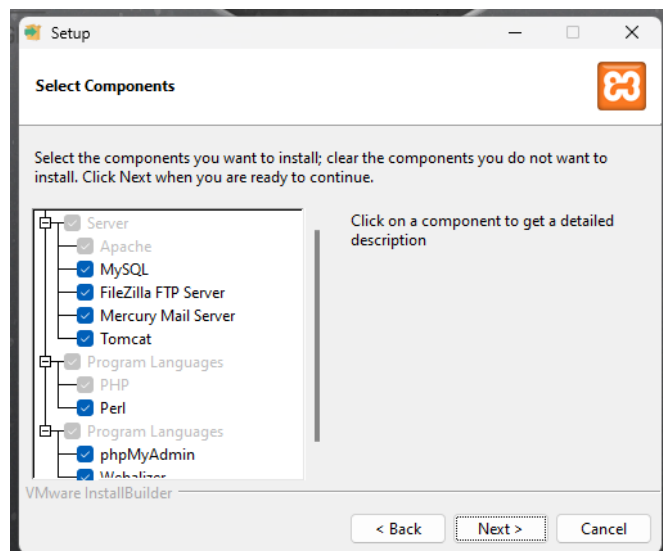 Setup
Select Components
Select the components you want to install; clear the components you do not want to
install. Click Next when you are ready to continue.
Server
Apache
MySQL
FileZilla FTP Server
Mercury Mail Server
Tomcat
Program Languages
PHP
Perl
Program Languages
phpMyAdmin
Webalizer
Click on a component to get a detailed
description
VMware InstallBuilder
< Back
Next >
Cancel